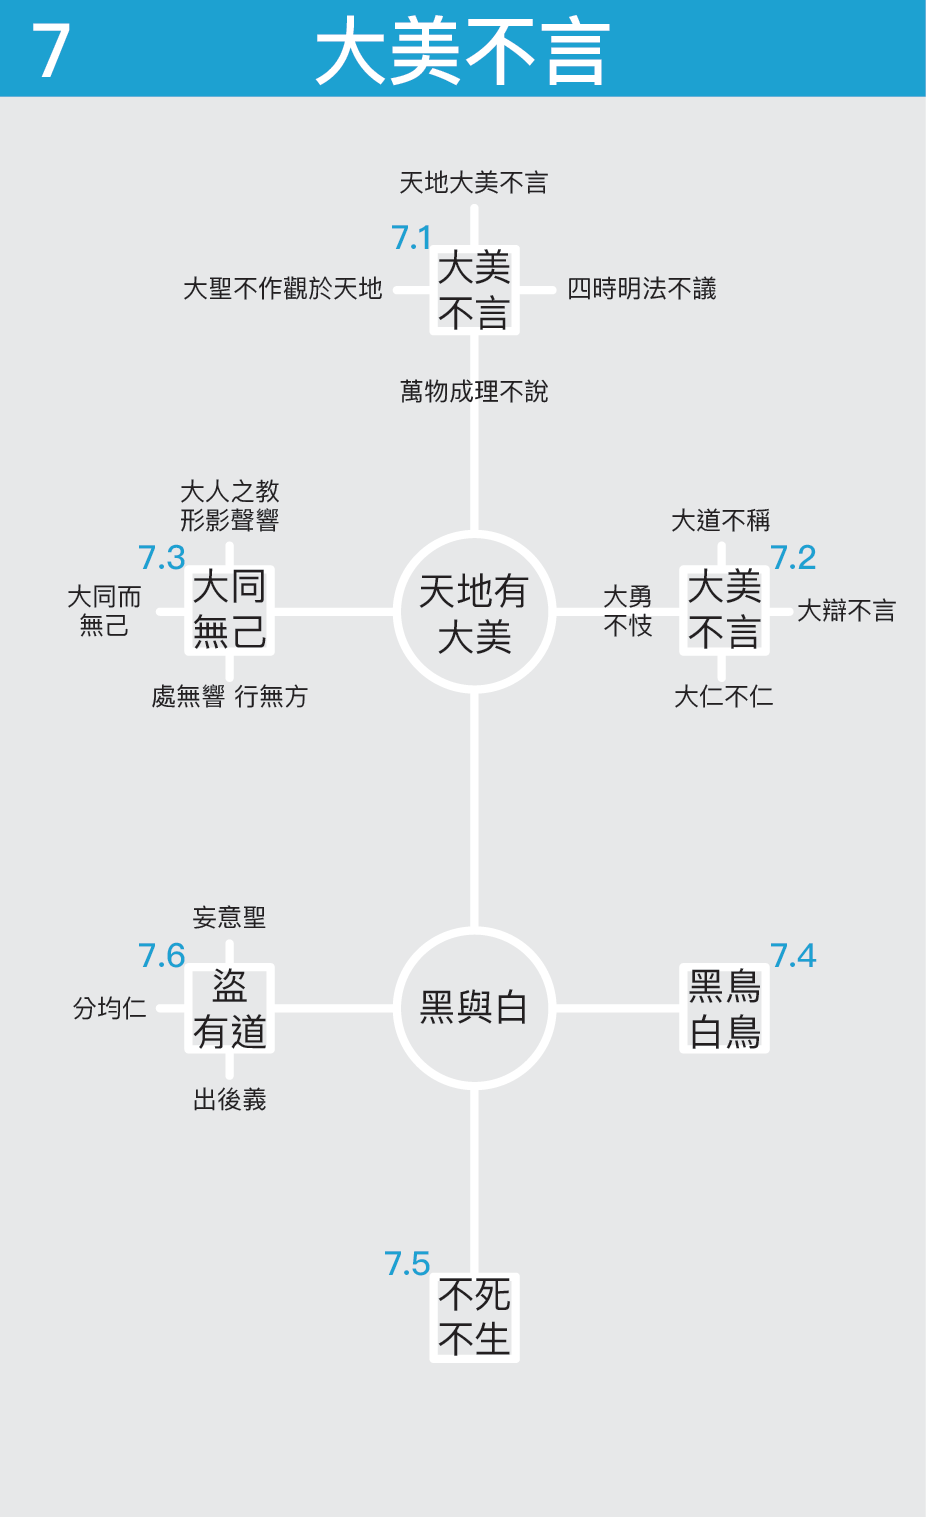 7 大美不言
天地大美不言
7.1
大美
不言
大聖不作觀於天地
四時明法不議
萬物成理不說
大人之教
形影聲響
大道不稱
7.3
7.2
大同
無己
大同而
無己
天地有
大美
大勇
不忮
大美
不言
大辯不言
處無響 行無方
大仁不仁
妄意聖
7.6
7.4
盜
有道
分均仁
黑與白
黑鳥
白鳥
出後義
7.5
不死
不生